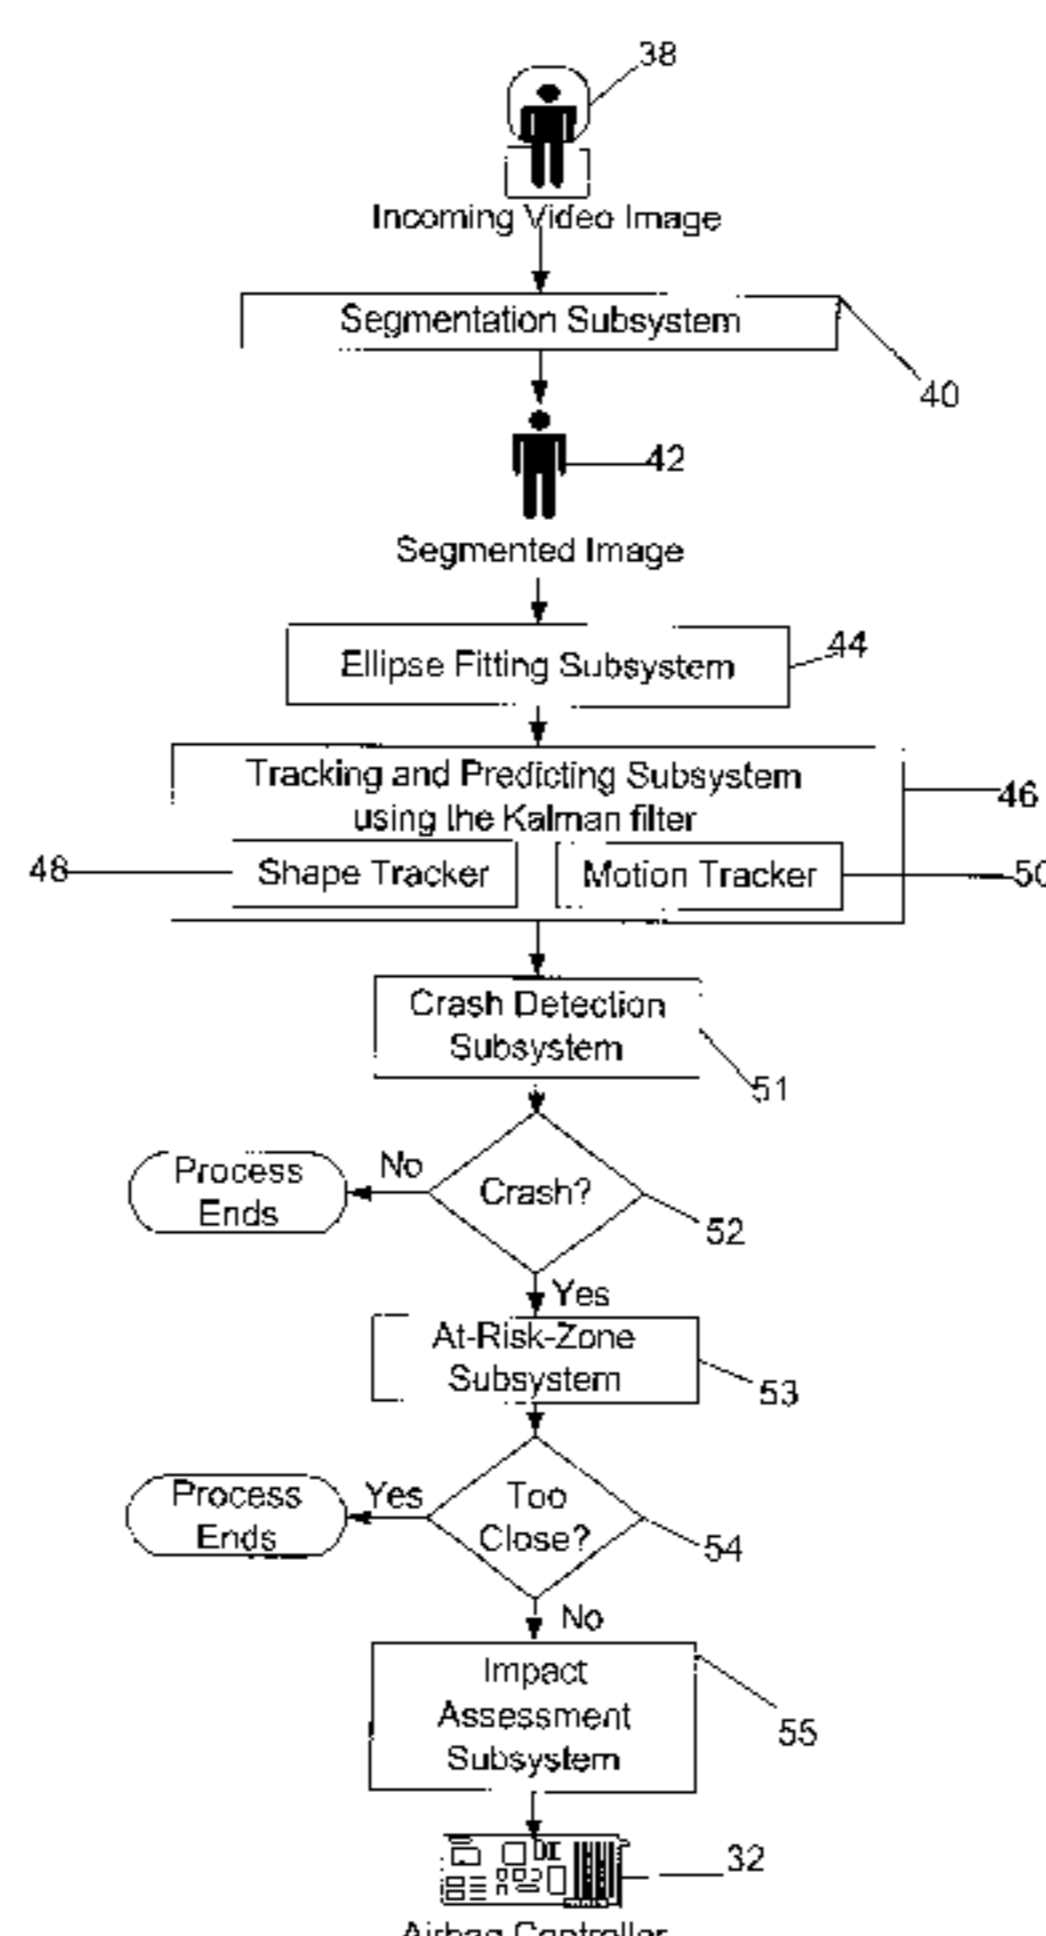 38
Incoming Video Image
Segmentation Subsystem
40
42
Segmented Image
Ellipse Fitting Subsystem
44
Tracking and Predicting Subsystem
using the Kalman filter
46
48
Shape Tracker
Motion Tracker
50
Crash Detection
Subsystem
51
Process
Ends
No
Crash?
52
Yes
At-Risk-Zone
Subsystem
53
Process
Ends
Yes
Too
Close?
54
No
Impact
Assessment
Subsystem
55
32
Airbag Controller